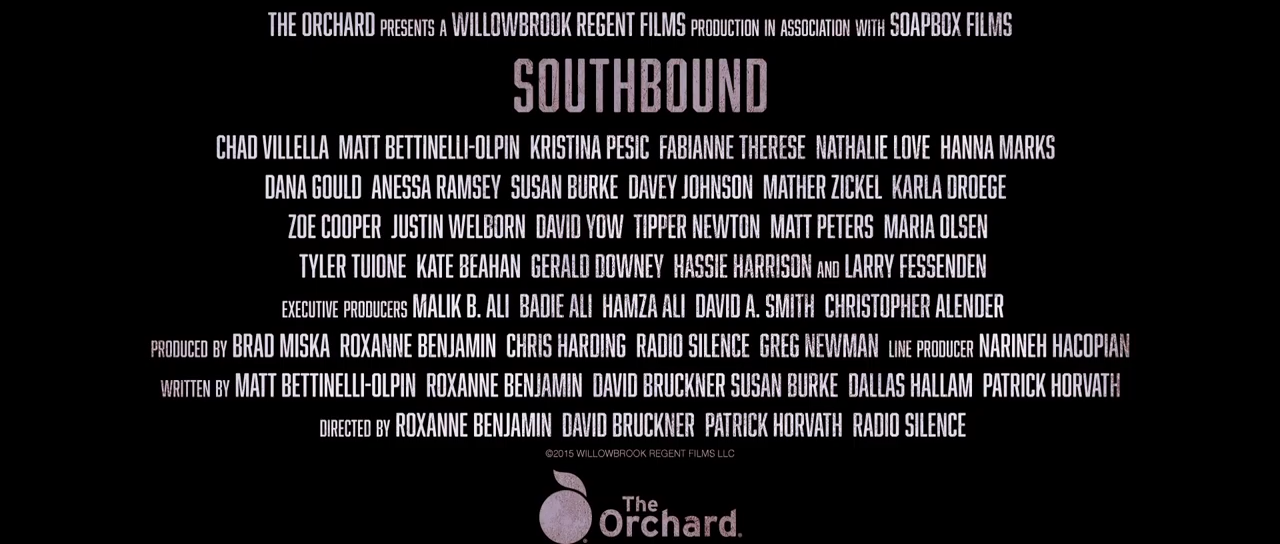 THE ORCHARD PRESENTS A WILLOWBROOK REGENT FILMS PRODUCTION IN ASSOCIATION WITH SOAPBOX FILMS
SOUTHBOUND
CHAD VILLELLA MATT BETTINELLI-OLPIN KRISTINA PESIC FABIANNE THERESE NATHALIE LOVE HANNA MARKS
DANA GOULD ANESSA RAMSEY SUSAN BURKE DAVEY JOHNSON MATHER ZICKEL KARLA DROEGE
ZOE COOPER JUSTIN WELBORN DAVID YOW TIPPER NEWTON MATT PETERS MARIA OLSEN
TYLER TUIONE KATE BEAHAN GERALD DOWNEY HASSIE HARRISON AND LARRY FESSENDEN
EXECUTIVE PRODUCERS MALIK B. ALI BADIE ALI HAMZA ALI DAVID A. SMITH CHRISTOPHER ALENDER
PRODUCED BY BRAD MISKA ROXANNE BENJAMIN CHRIS HARDING RADIO SILENCE GREG NEWMAN LINE PRODUCER NARINEH HACOPIAN
WRITTEN BY MATT BETTINELLI-OLPIN ROXANNE BENJAMIN DAVID BRUCKNER SUSAN BURKE DALLAS HALLAM PATRICK HORVATH
DIRECTED BY ROXANNE BENJAMIN DAVID BRUCKNER PATRICK HORVATH RADIO SILENCE
©2015 WILLOWBROOK REGENT FILMS LLC
The
Orchard.